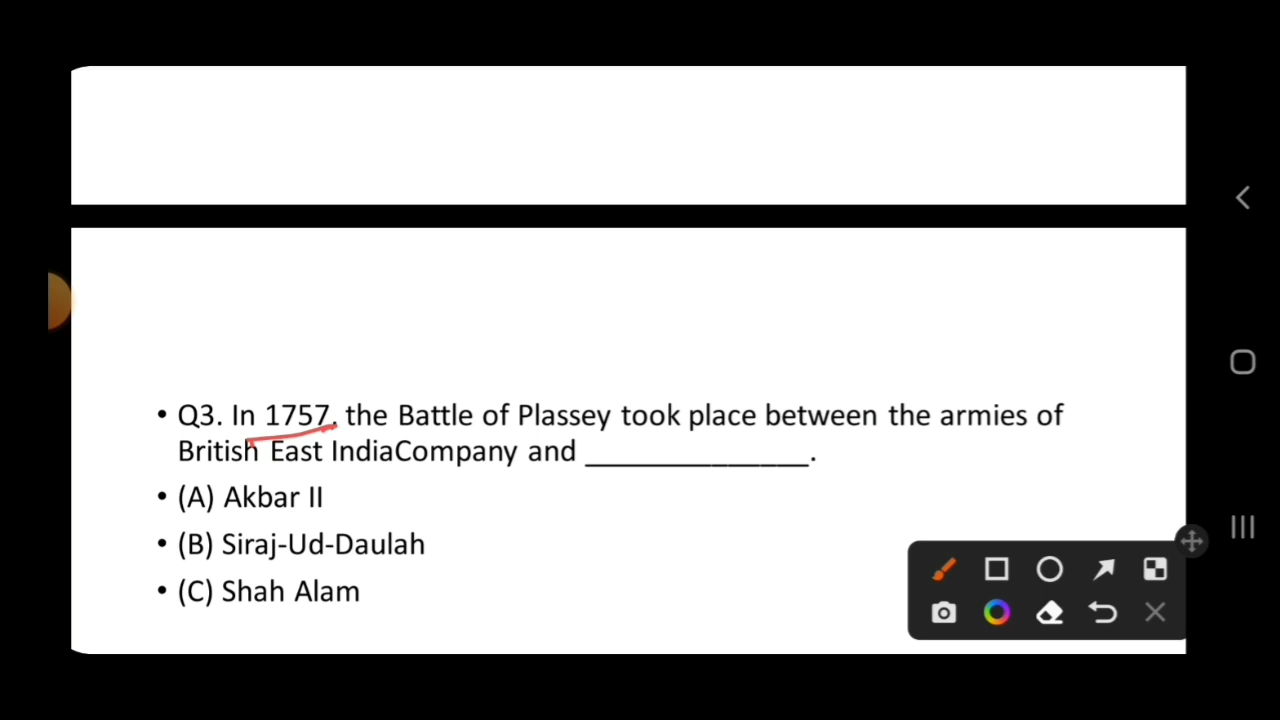 • Q3. In 1757, the Battle of Plassey took place between the armies of
British East IndiaCompany and _______________.
• (A) Akbar II
• (B) Siraj-Ud-Daulah
• (C) Shah Alam